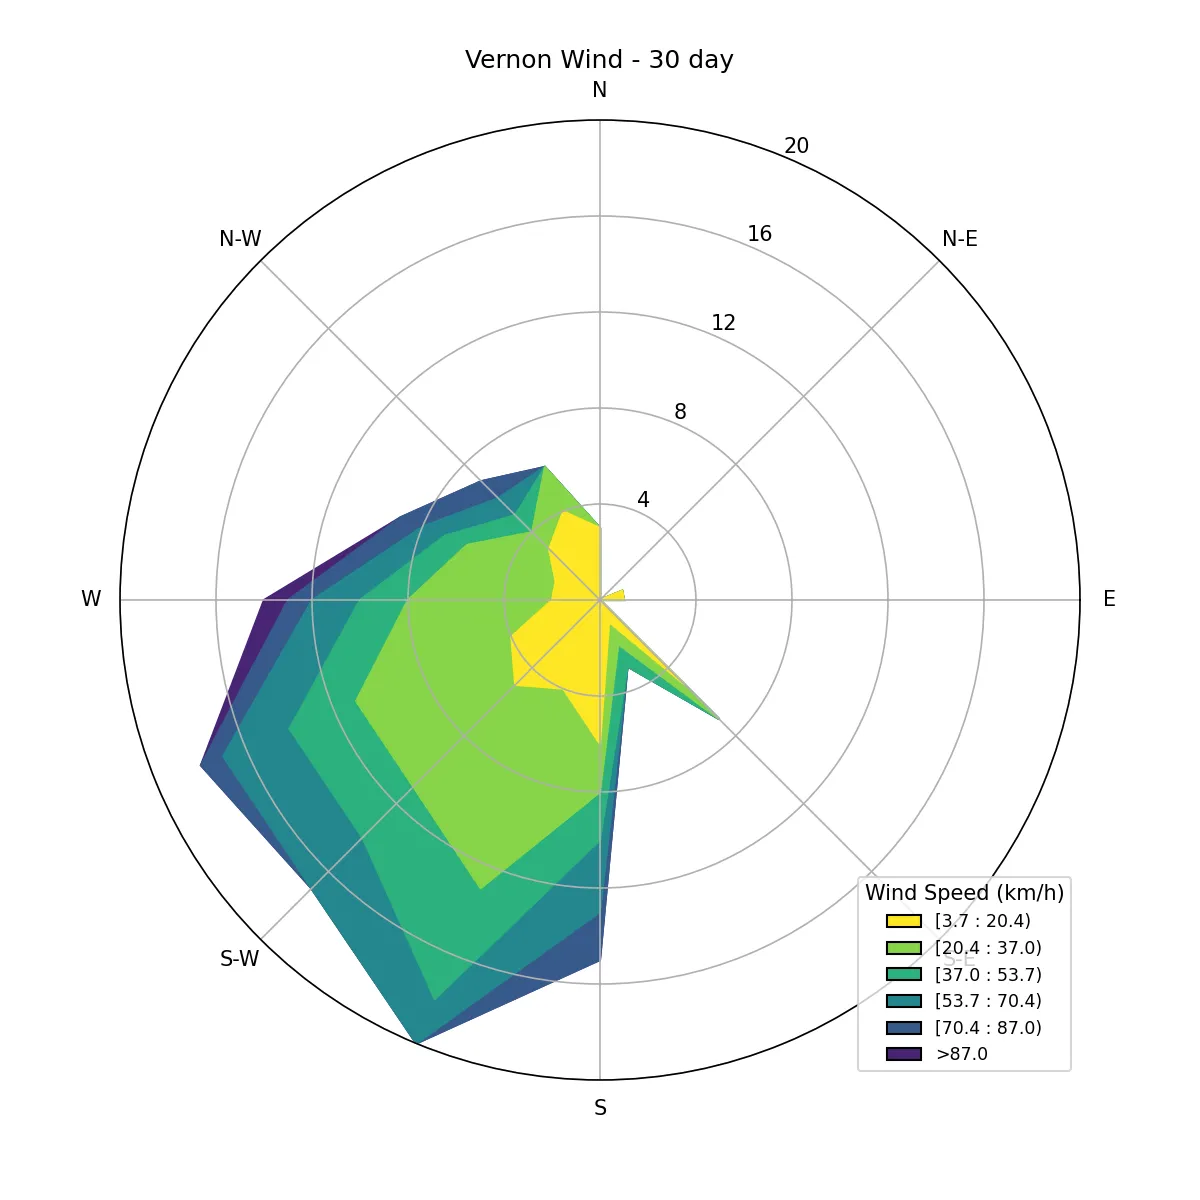 Vernon Wind - 30 day
N
20
N-W
N-E
16
12
8
4
W
E
S-W
S-E
Wind Speed (km/h)
[3.7 : 20.4)
[20.4 : 37.0)
[37.0 : 53.7)
[53.7 : 70.4)
[70.4 : 87.0)
>87.0
S